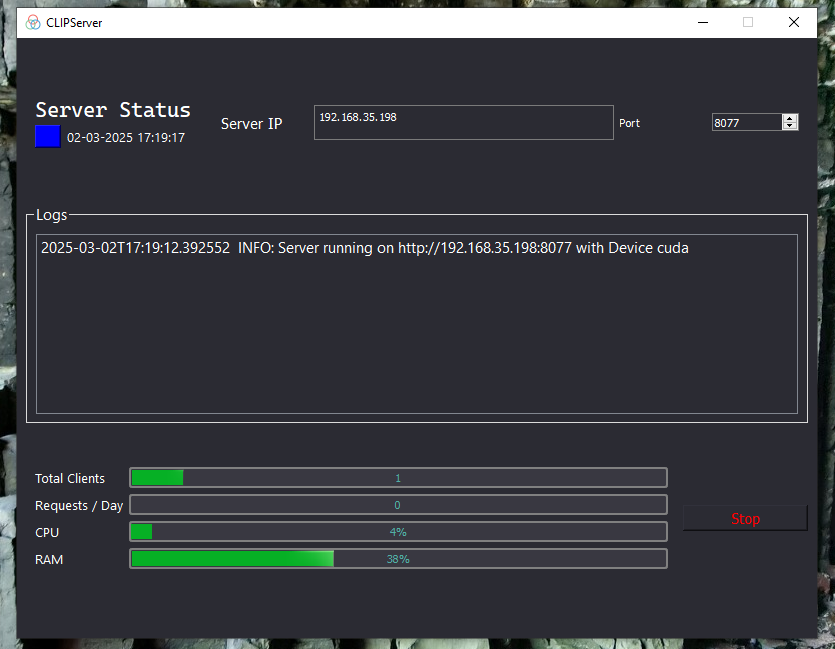 CLIPServer
Server Status
02-03-2025 17:19:17
Server IP
192.168.35.198
Port
8077
Logs
2025-03-02T17:19:12.392552 INFO: Server running on http://192.168.35.198:8077 with Device cuda
Total Clients
1
Requests / Day
0
CPU
4%
RAM
38%
Stop